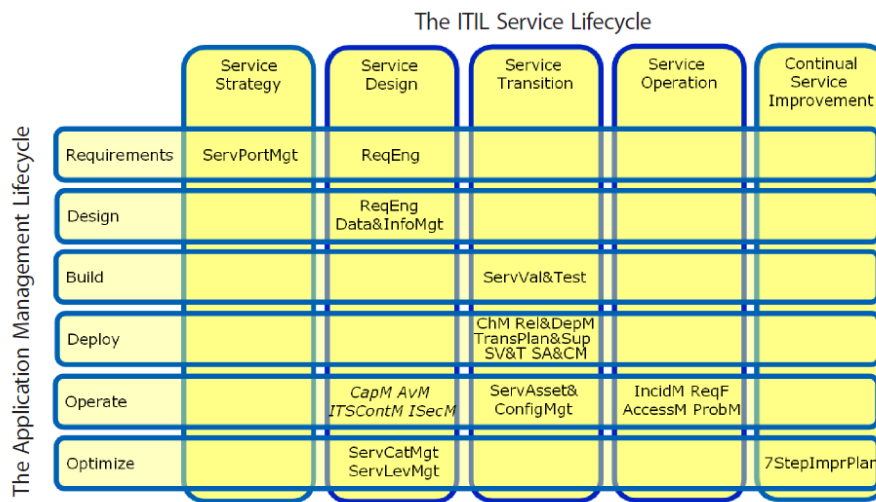 The ITIL Service Lifecycle
The Application Management Lifecycle
Service
Strategy
Service
Design
Service
Transition
Service
Operation
Continual
Service
Improvement
Requirements
ServPortMgt
ReqEng
Design
ReqEng
Data&InfoMgt
Build
ServVal&Test
Deploy
ChM Rel&DepM
TransPlan&Sup
SV&T SA&CM
Operate
CapM AvM
ITSContM ISecM
ServAsset&
ConfigMgt
IncidM ReqF
AccessM ProbM
Optimize
ServCatMgt
ServLevMgt
7StepImprPlan